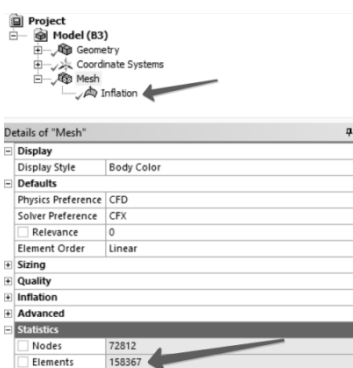 Project
Model (B3)
Geometry
Coordinate Systems
Mesh
Inflation
Details of "Mesh"
Display
Display Style Body Color
Defaults
Physics Preference CFD
Solver Preference CFX
Relevance 0
Element Order Linear
Sizing
Quality
Inflation
Advanced
Statistics
Nodes 72812
Elements 158367